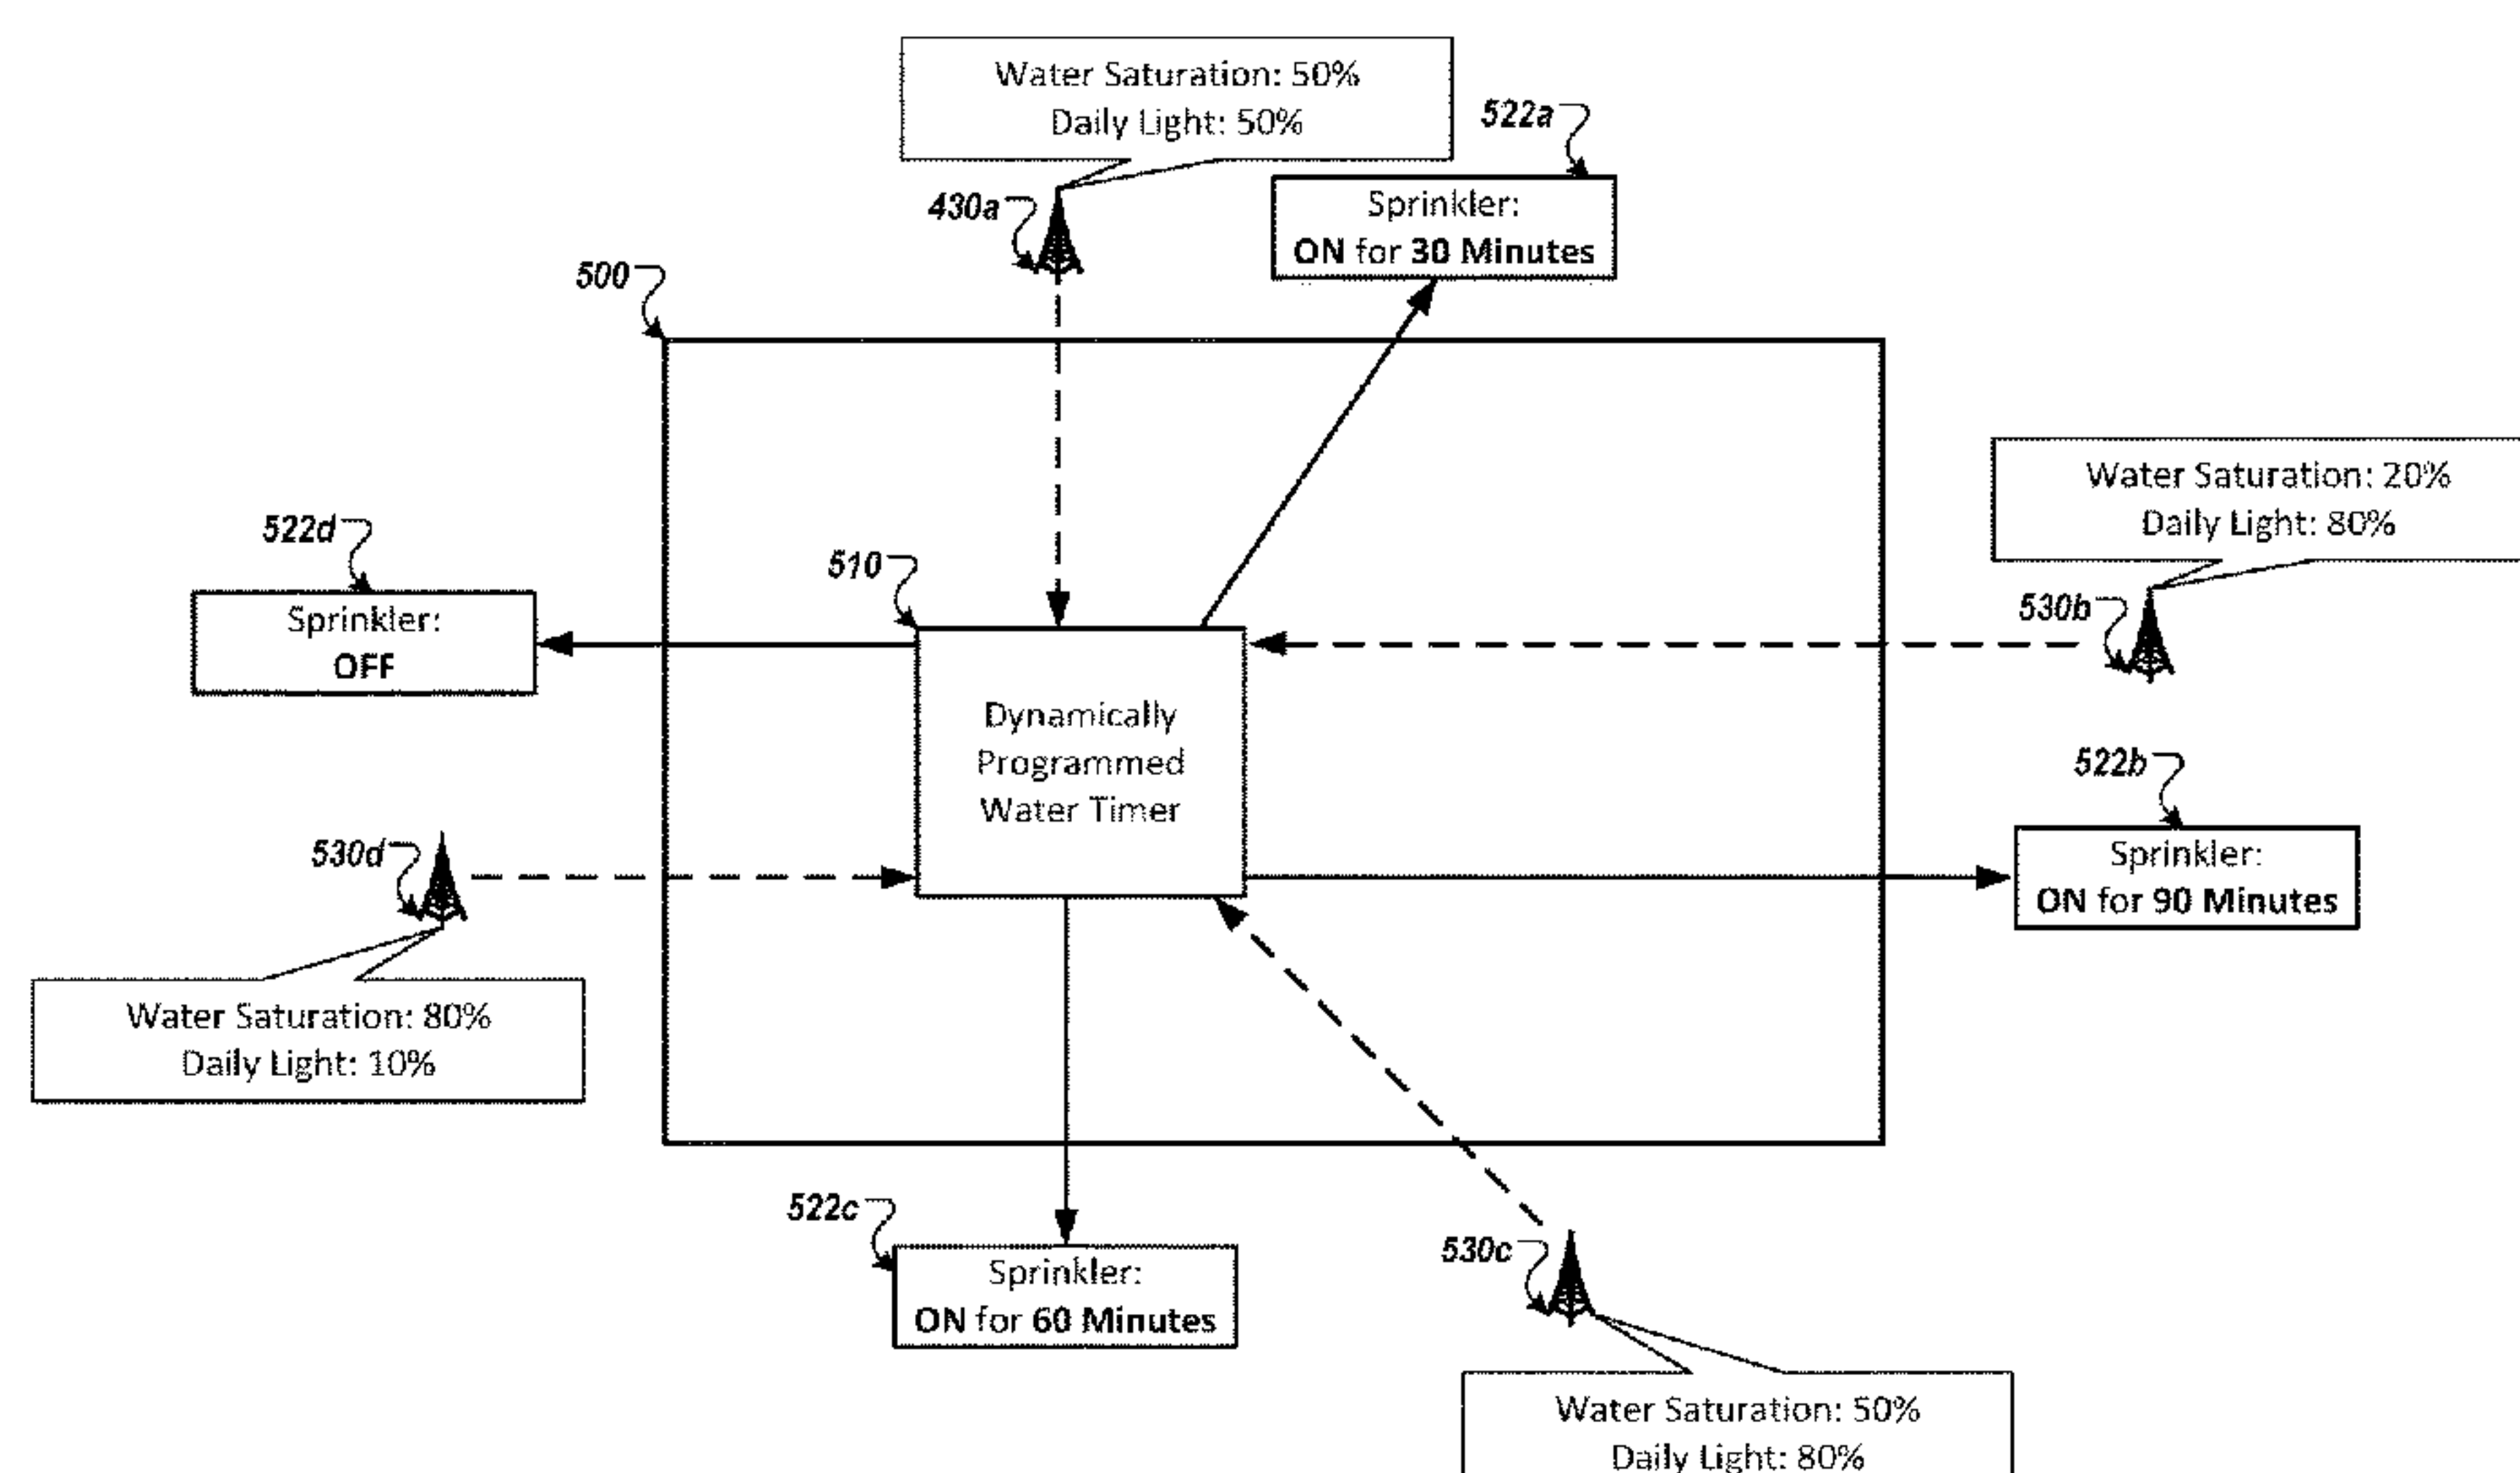 Water Saturation: 50%
Daily Light: 50%
522a
430a
Sprinkler:
ON for 30 Minutes
500
Water Saturation: 20%
Daily Light: 80%
522d
510
530b
Sprinkler:
OFF
Dynamically
Programmed
Water Timer
522b
530d
Sprinkler:
ON for 90 Minutes
Water Saturation: 80%
Daily Light: 10%
522c
530c
Sprinkler:
ON for 60 Minutes
Water Saturation: 50%
Daily Light: 80%